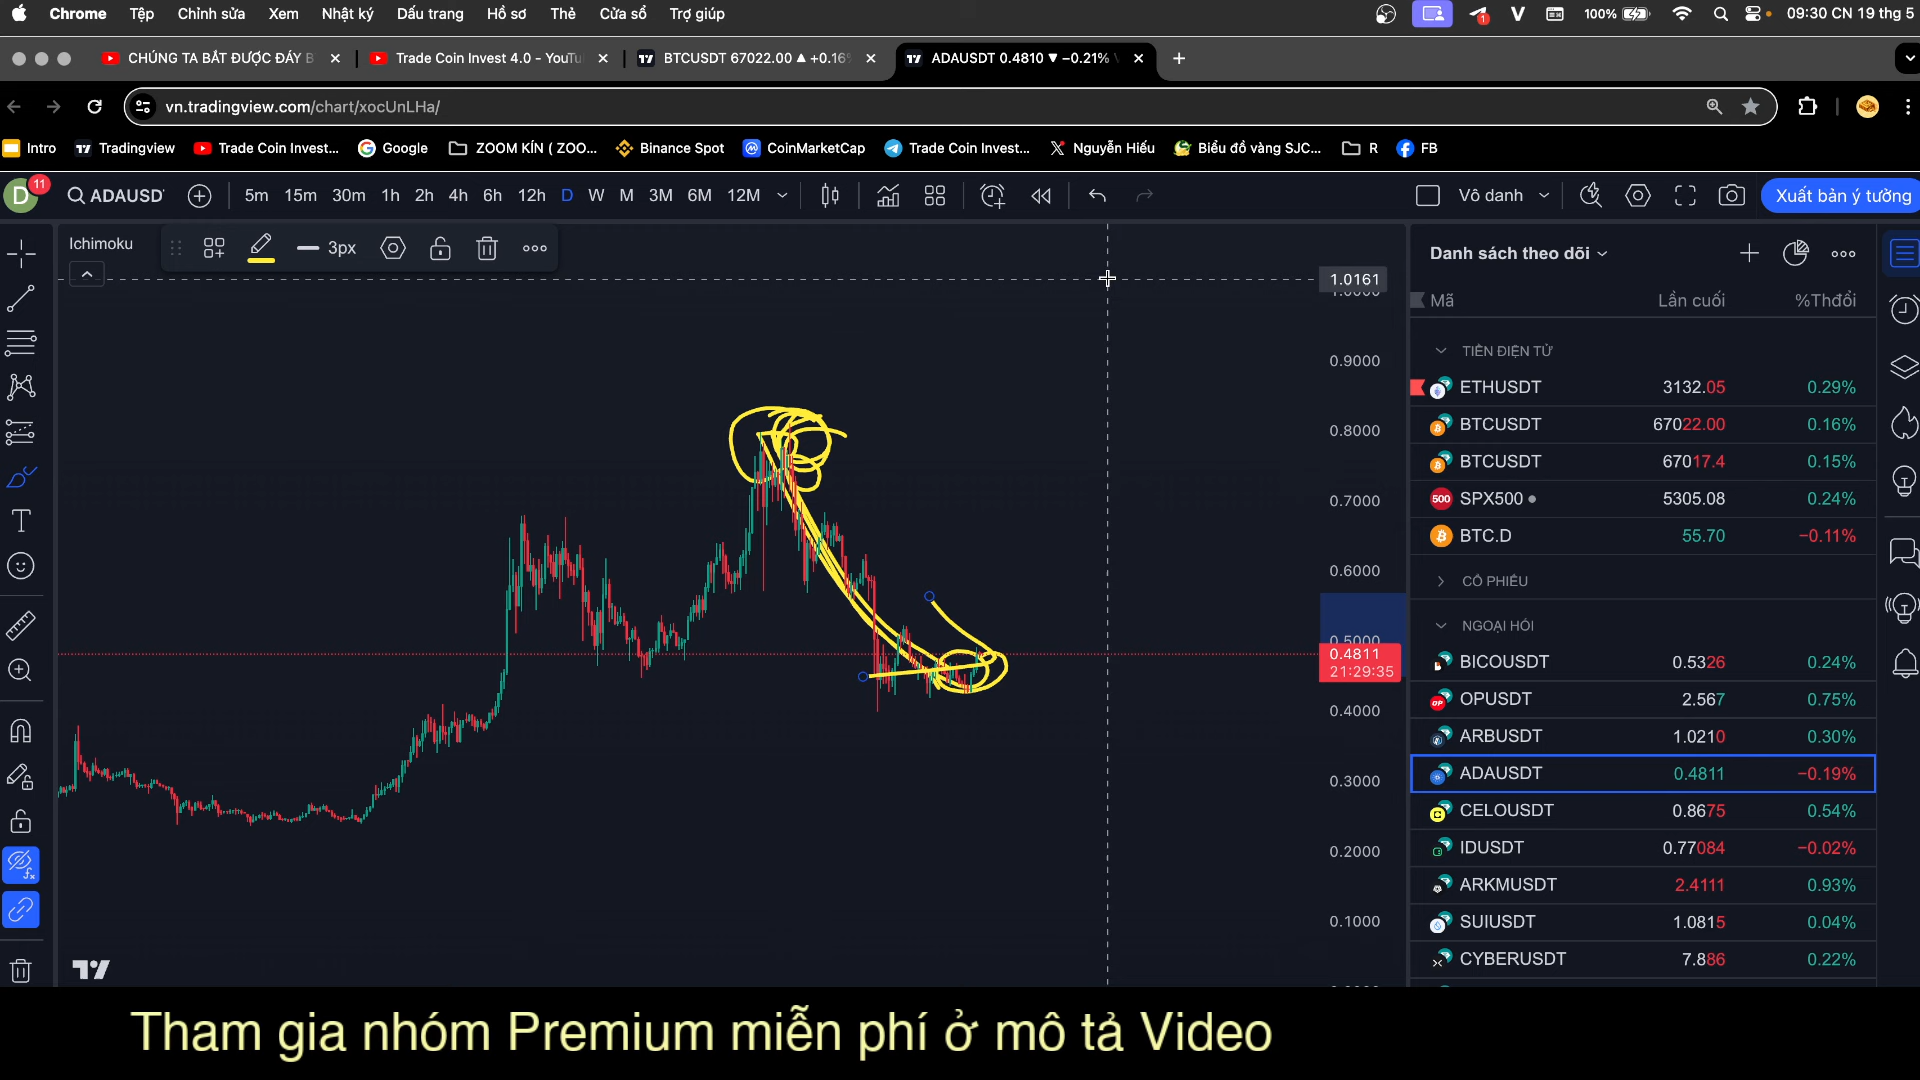 Chrome Tệp Chỉnh sửa Xem Nhật ký Dấu trang Hồ sơ Thẻ Cửa sổ Trợ giúp 1 V 100% 09:30 CN 19 thg 5
CHÚNG TA BẮT ĐƯỢC ĐÁY B Trade Coin Invest 4.0 - YouTu BTCUSDT 67022.00 ▲ +0.16% ADAUSDT 0.4810 ▼ −0.21%
vn.tradingview.com/chart/xocUnLHa/
Intro Tradingview Trade Coin Invest... Google ZOOM KÍN ( ZOO... Binance Spot CoinMarketCap Trade Coin Invest... Nguyễn Hiếu Biểu đồ vàng SJC... R FB
D 11 ADAUSD 5m 15m 30m 1h 2h 4h 6h 12h D W M 3M 6M 12M Vô danh Xuất bản ý tưởng
Ichimoku 3px
Danh sách theo dõi
Mã Lần cuối %Thđổi
TIỀN ĐIỆN TỬ
ETHUSDT 3132.05 0.29%
BTCUSDT 67022.00 0.16%
BTCUSDT 67017.4 0.15%
500 SPX500 5305.08 0.24%
BTC.D 55.70 −0.11%
CỔ PHIẾU
NGOẠI HỐI
BICOUSDT 0.5326 0.24%
OPUSDT 2.567 0.75%
ARBUSDT 1.0210 0.30%
ADAUSDT 0.4811 −0.19%
CELOUSDT 0.8675 0.54%
IDUSDT 0.77084 −0.02%
ARKMUSDT 2.4111 0.93%
SUIUSDT 1.0815 0.04%
CYBERUSDT 7.886 0.22%
1.0161
0.9000
0.8000
0.7000
0.6000
0.5000
0.4811
21:29:35
0.4000
0.3000
0.2000
0.1000
Tham gia nhóm Premium miễn phí ở mô tả Video